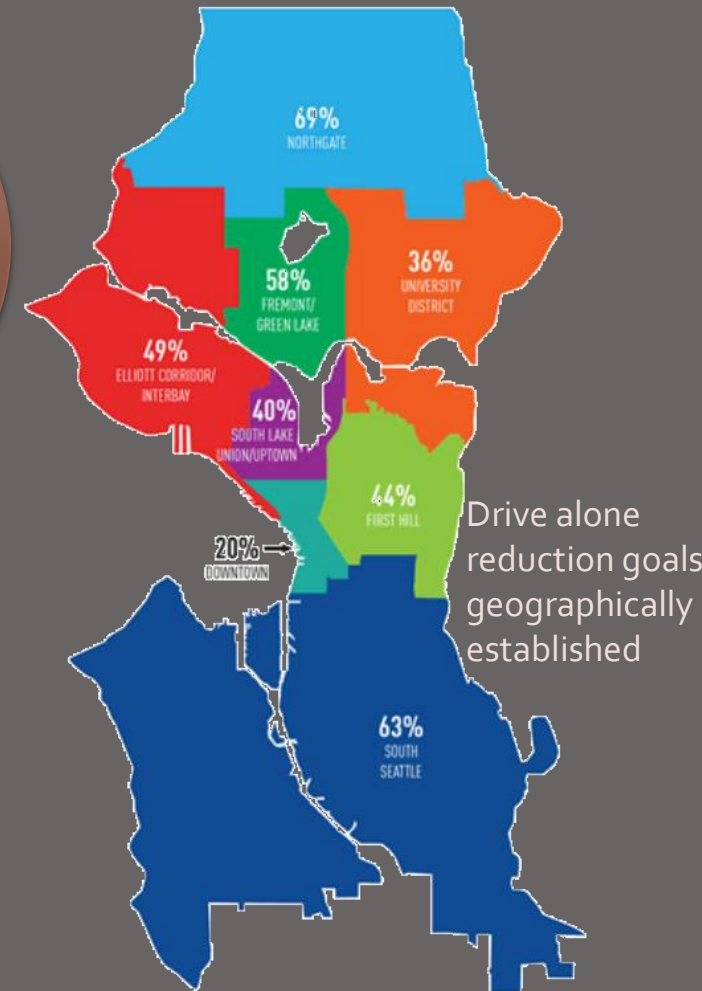 69%
NORTHGATE
58%
FREMONT/
GREEN LAKE
36%
UNIVERSITY
DISTRICT
49%
ELLIOTT CORRIDOR/
INTERBAY
40%
SOUTH LAKE
UNION/UPTOWN
44%
FIRST HILL
Drive alone
reduction goals
geographically
established
20%
DOWNTOWN
63%
SOUTH
SEATTLE